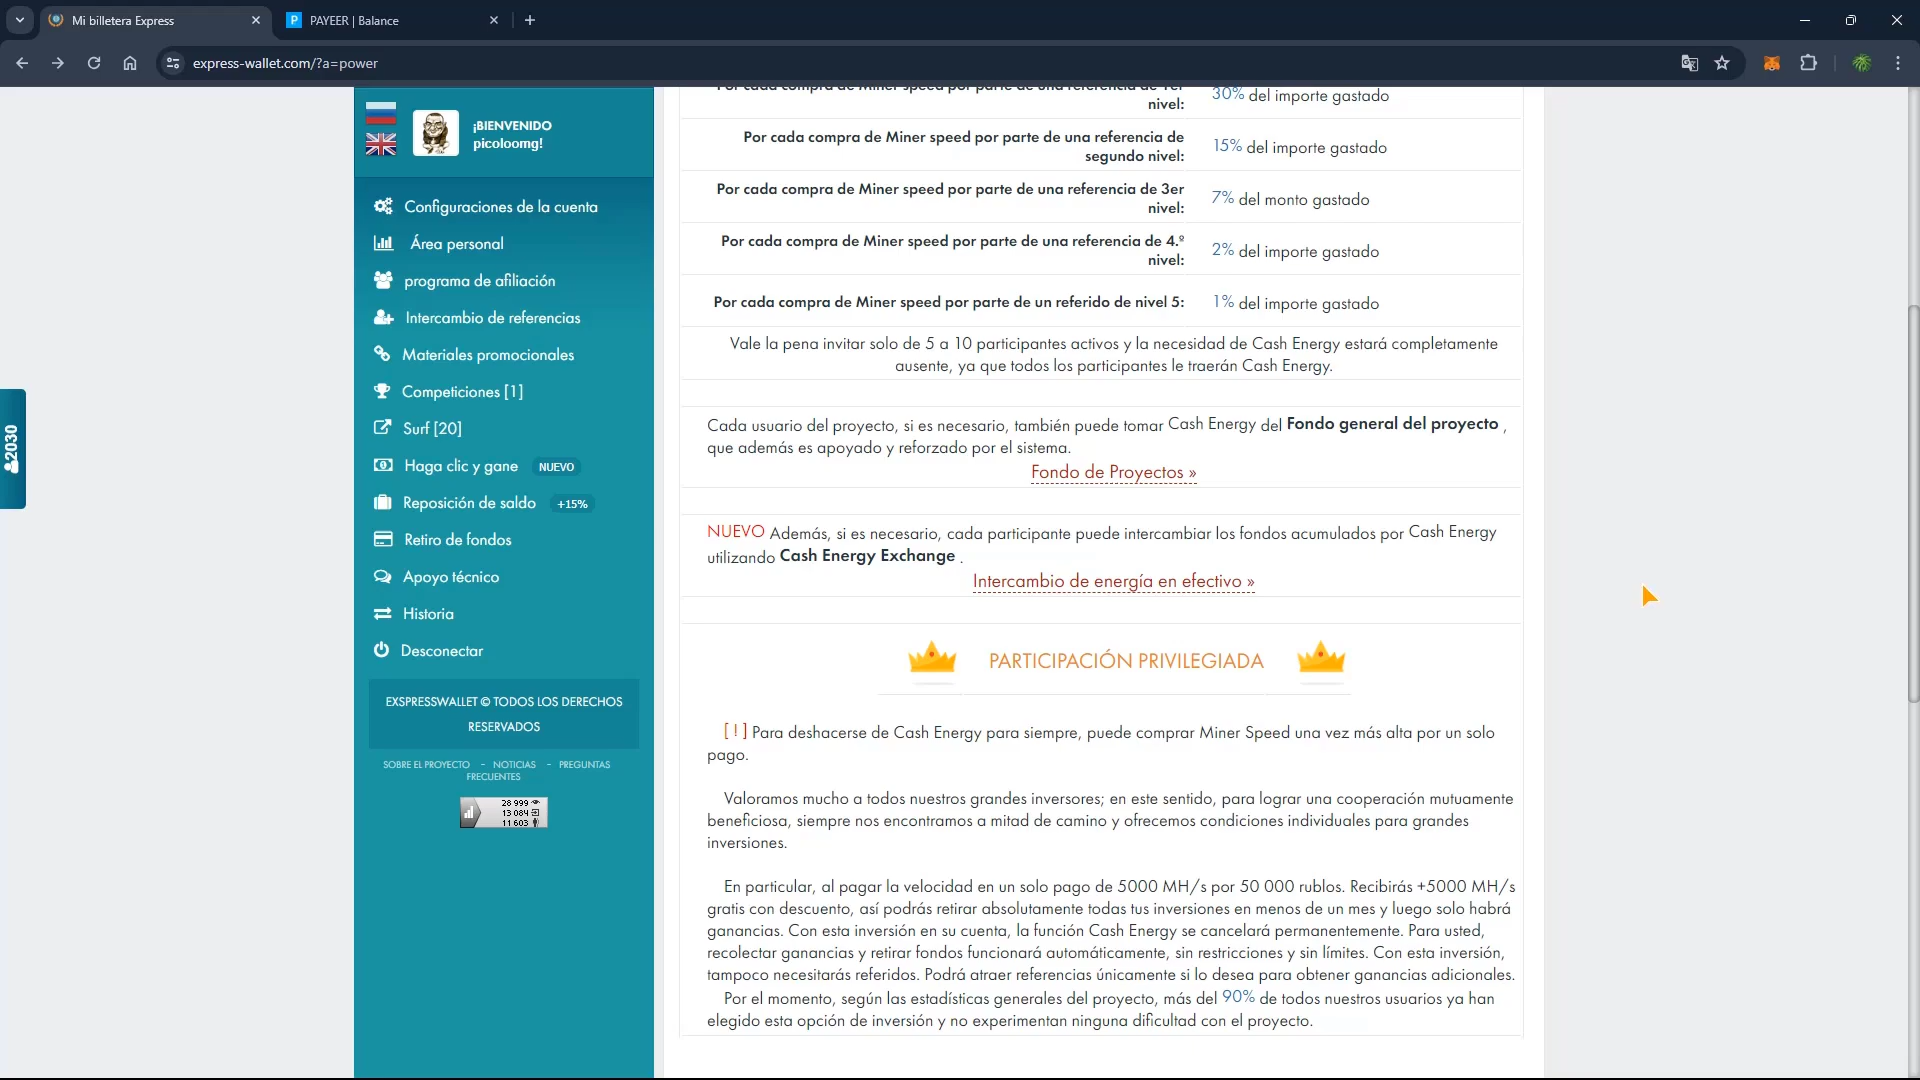 Mi billetera Express
PAYEER | Balance
express-wallet.com/?a=power
2030
¡BIENVENIDO
picoloomg!
Configuraciones de la cuenta
Área personal
programa de afiliación
Intercambio de referencias
Materiales promocionales
Competiciones [1]
Surf [20]
Haga clic y gane NUEVO
Reposición de saldo +15%
Retiro de fondos
Apoyo técnico
Historia
Desconectar
EXSPRESSWALLET © TODOS LOS DERECHOS
RESERVADOS
SOBRE EL PROYECTO - NOTICIAS - PREGUNTAS
FRECUENTES
28 999
13 084
11 603
Por cada compra de Miner speed por parte de una referencia de 1er
nivel: 30% del importe gastado
Por cada compra de Miner speed por parte de una referencia de
segundo nivel: 15% del importe gastado
Por cada compra de Miner speed por parte de una referencia de 3er
nivel: 7% del monto gastado
Por cada compra de Miner speed por parte de una referencia de 4.º
nivel: 2% del importe gastado
Por cada compra de Miner speed por parte de un referido de nivel 5: 1% del importe gastado
Vale la pena invitar solo de 5 a 10 participantes activos y la necesidad de Cash Energy estará completamente
ausente, ya que todos los participantes le traerán Cash Energy.
Cada usuario del proyecto, si es necesario, también puede tomar Cash Energy del Fondo general del proyecto ,
que además es apoyado y reforzado por el sistema.
Fondo de Proyectos »
NUEVO Además, si es necesario, cada participante puede intercambiar los fondos acumulados por Cash Energy
utilizando Cash Energy Exchange .
Intercambio de energía en efectivo »
PARTICIPACIÓN PRIVILEGIADA
[ ! ] Para deshacerse de Cash Energy para siempre, puede comprar Miner Speed una vez más alta por un solo
pago.
Valoramos mucho a todos nuestros grandes inversores; en este sentido, para lograr una cooperación mutuamente
beneficiosa, siempre nos encontramos a mitad de camino y ofrecemos condiciones individuales para grandes
inversiones.
En particular, al pagar la velocidad en un solo pago de 5000 MH/s por 50 000 rublos. Recibirás +5000 MH/s
gratis con descuento, así podrás retirar absolutamente todas tus inversiones en menos de un mes y luego solo habrá
ganancias. Con esta inversión en su cuenta, la función Cash Energy se cancelará permanentemente. Para usted,
recolectar ganancias y retirar fondos funcionará automáticamente, sin restricciones y sin límites. Con esta inversión,
tampoco necesitarás referidos. Podrá atraer referencias únicamente si lo desea para obtener ganancias adicionales.
Por el momento, según las estadísticas generales del proyecto, más del 90% de todos nuestros usuarios ya han
elegido esta opción de inversión y no experimentan ninguna dificultad con el proyecto.